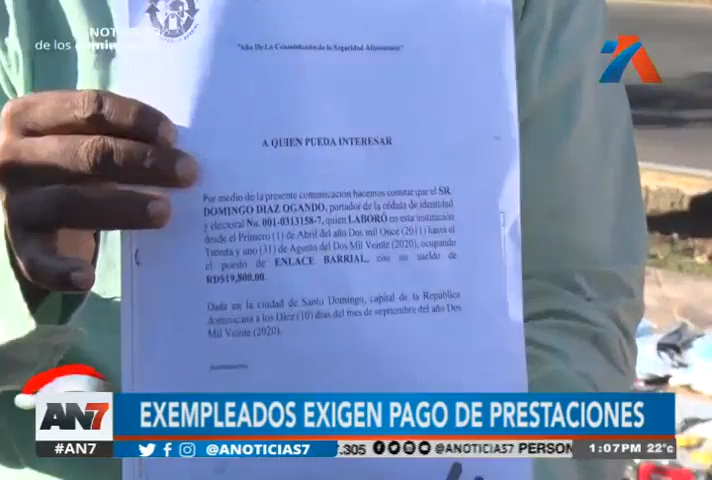 "Año De La Consolidación de la Seguridad Alimentaria"
A QUIEN PUEDA INTERESAR
Por medio de la presente comunicación hacemos constar que el SR.
DOMINGO DIAZ OGANDO, portador de la cédula de identidad
y electoral No. 001-0313158-7, quien LABORÓ en esta institución
desde el Primero (1) de Abril del año Dos mil Once (2011) hasta el
Treinta y uno (31) de Agosto del Dos Mil Veinte (2020), ocupando
el puesto de ENLACE BARRIAL, con un sueldo de
RD$19,800.00.
Dada en la ciudad de Santo Domingo, capital de la República
dominicana a los Diez (10) días del mes de septiembre del año Dos
Mil Veinte (2020).
AN7
#AN7
EXEMPLEADOS EXIGEN PAGO DE PRESTACIONES
@ANOTICIAS7
7.305
@ANOTICIAS7 PERSON
1:07PM 22°c